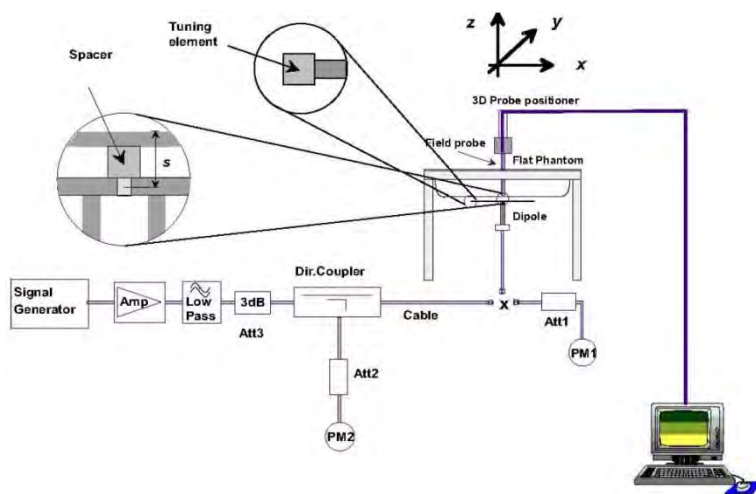 Tuning
element
Spacer
z
y
x
3D Probe positioner
s
Field probe
Flat Phantom
Dipole
Dir.Coupler
Signal
Generator
Amp
Low
Pass
3dB
Att3
Cable
x
Att1
PM1
Att2
PM2